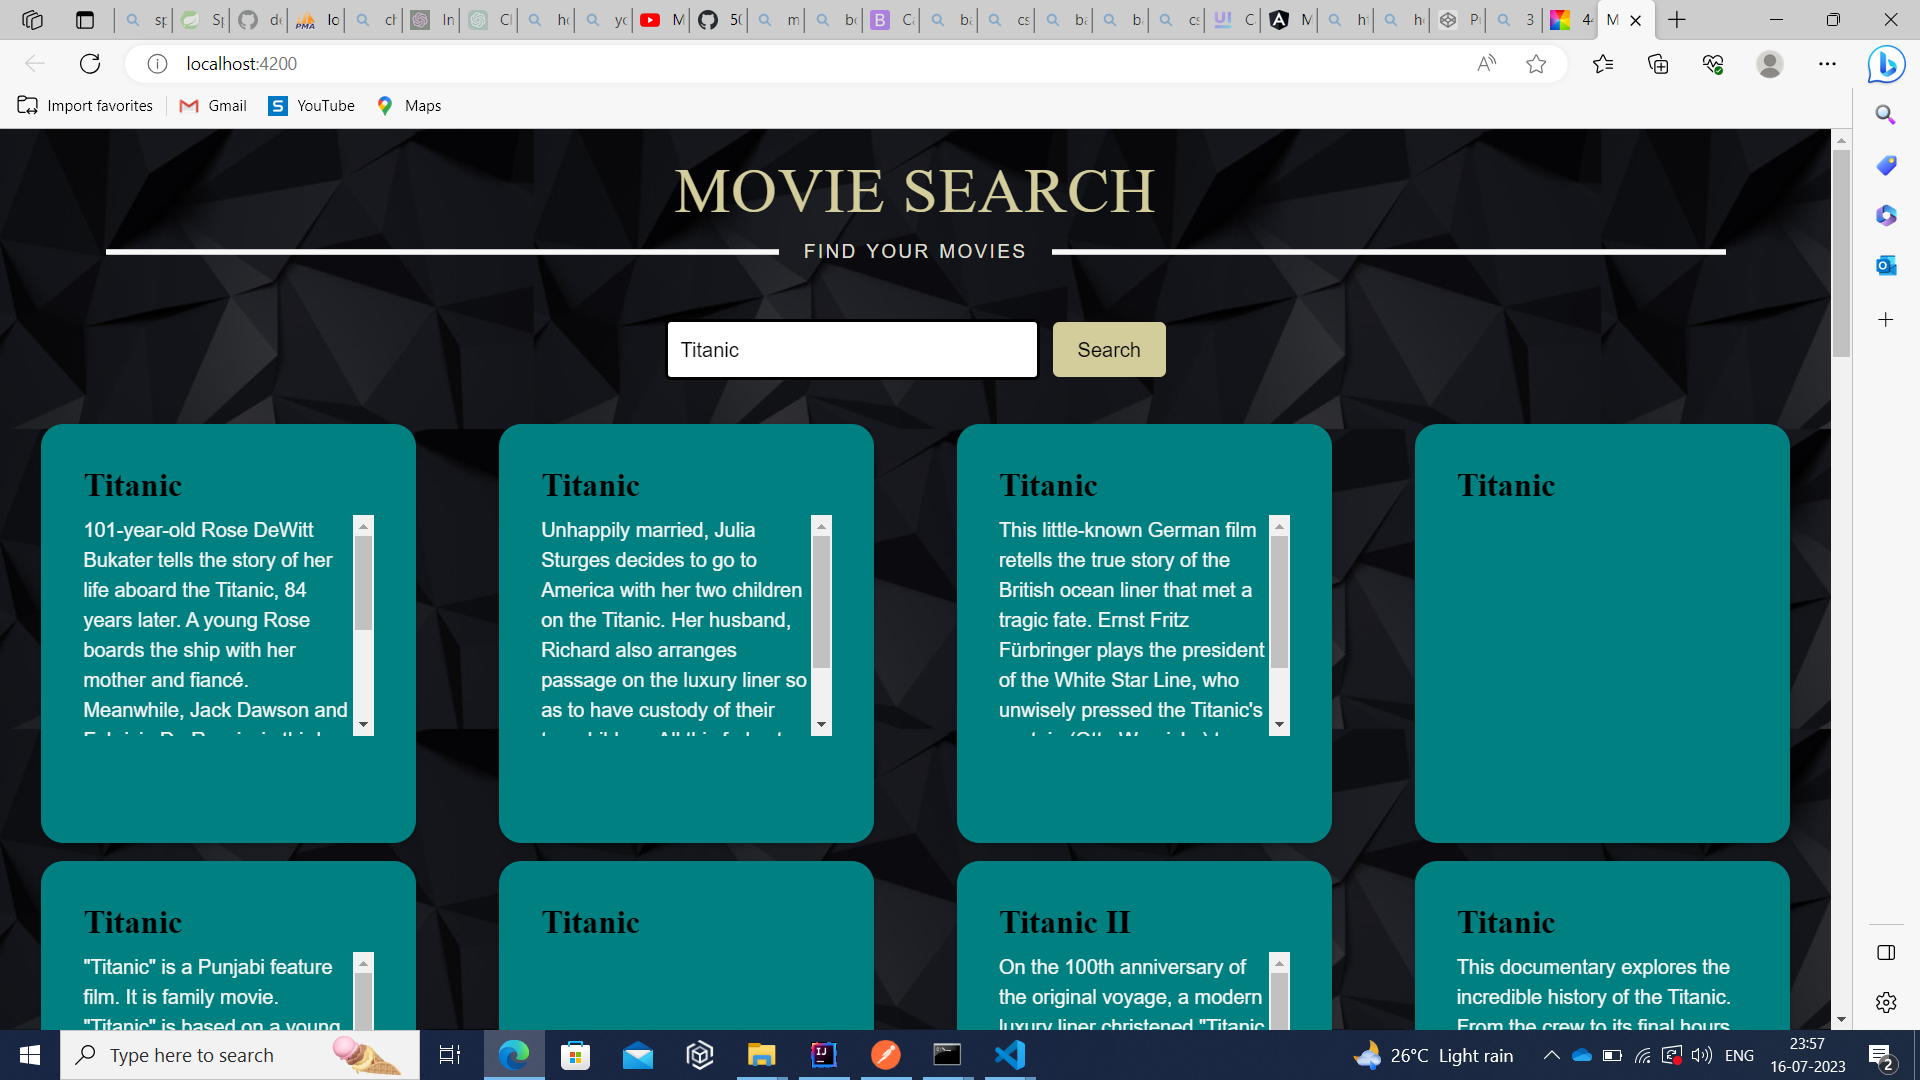 localhost:4200
Import favorites
Gmail
YouTube
Maps
MOVIE SEARCH
FIND YOUR MOVIES
Titanic
Search
Titanic
101-year-old Rose DeWitt
Bukater tells the story of her
life aboard the Titanic, 84
years later. A young Rose
boards the ship with her
mother and fiancé.
Meanwhile, Jack Dawson and
Titanic
Unhappily married, Julia
Sturges decides to go to
America with her two children
on the Titanic. Her husband,
Richard also arranges
passage on the luxury liner so
as to have custody of their
Titanic
This little-known German film
retells the true story of the
British ocean liner that met a
tragic fate. Ernst Fritz
Fürbringer plays the president
of the White Star Line, who
unwisely pressed the Titanic's
Titanic
Titanic
"Titanic" is a Punjabi feature
film. It is family movie.
"Titanic" is based on a young
Titanic
Titanic II
On the 100th anniversary of
the original voyage, a modern
luxury liner christened "Titanic
Titanic
This documentary explores the
incredible history of the Titanic.
From the crew to its final hours
Type here to search
26°C Light rain
ENG
23:57
16-07-2023
2